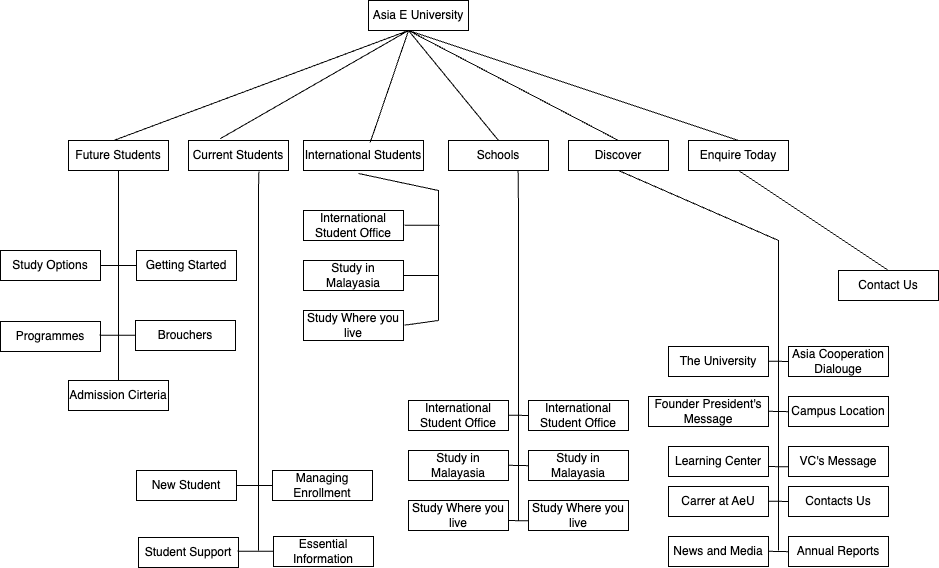 Asia E University
Future Students
Current Students
International Students
Schools
Discover
Enquire Today
International
Student Office
Study Options
Getting Started
Study in
Malayasia
Contact Us
Study Where you
live
Programmes
Brouchers
The University
Asia Cooperation
Dialouge
Admission Cirteria
Founder President's
Message
Campus Location
International
Student Office
International
Student Office
Learning Center
VC's Message
Study in
Malayasia
Study in
Malayasia
New Student
Managing
Enrollment
Carrer at AeU
Contacts Us
Study Where you
live
Study Where you
live
Student Support
Essential
Information
News and Media
Annual Reports